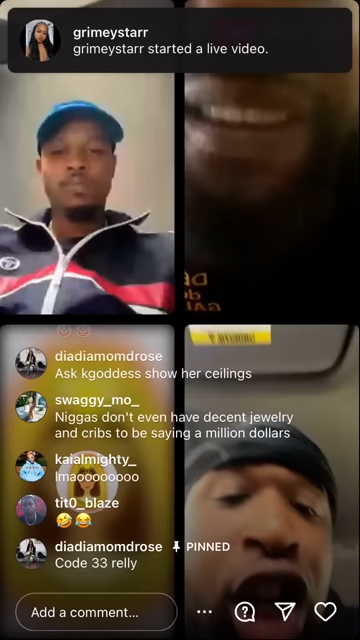 grimeystarr
grimeystarr started a live video.
diadiamomdrose
Ask kgoddess show her ceilings
swaggy_mo_
Niggas don't even have decent jewelry
and cribs to be saying a million dollars
kaialmighty_
lmaoooooooo
tit0_blaze
🤣😂
diadiamomdrose PINNED
Code 33 relly
Add a comment...